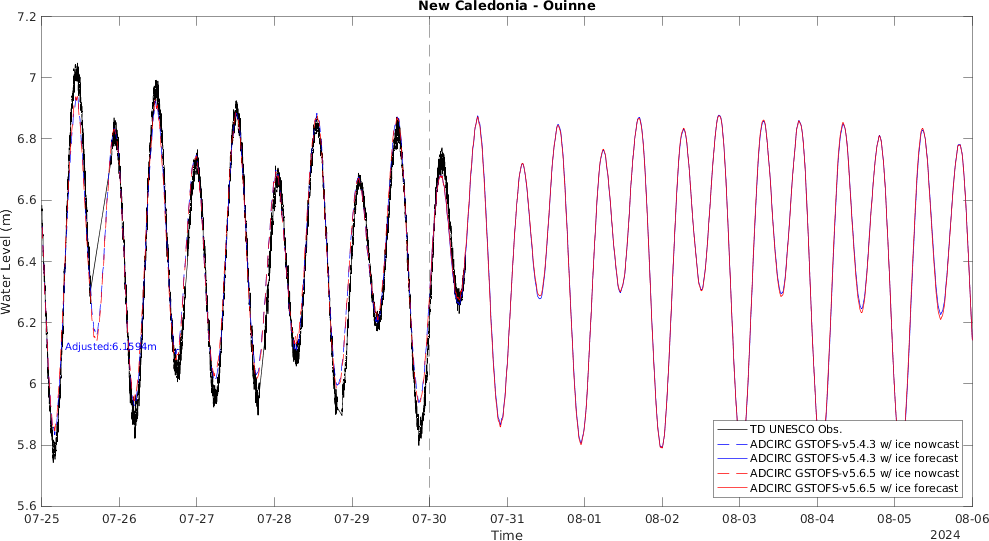 New Caledonia - Ouinne
7.2
7
6.8
6.6
6.4
6.2
6
5.8
5.6
Water Level (m)
Adjusted:6.1594m
TD UNESCO Obs.
ADCIRC GSTOFS-v5.4.3 w/ ice nowcast
ADCIRC GSTOFS-v5.4.3 w/ ice forecast
ADCIRC GSTOFS-v5.6.5 w/ ice nowcast
ADCIRC GSTOFS-v5.6.5 w/ ice forecast
07-25 07-26 07-27 07-28 07-29 07-30 07-31 08-01 08-02 08-03 08-04 08-05 08-06
Time
2024